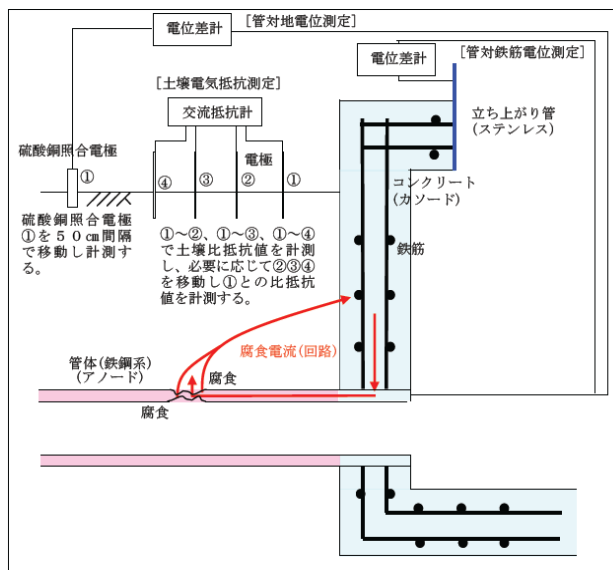 [管対地電位測定]
電位差計
電位差計
[管対鉄筋電位測定]
[土壌電気抵抗測定]
交流抵抗計
立ち上がり管
(ステンレス)
硫酸銅照合電極
①
電極
④
③
②
①
コンクリート
(カソード)
硫酸銅照合電極
①を50㎝間隔
で移動し計測す
る。
①～②、①～③、①～④
で土壌比抵抗値を計測
し、必要に応じて②③④
を移動し①との比抵抗
値を計測する。
鉄筋
腐食電流(回路)
管体(鉄鋼系)
(アノード)
腐食
腐食